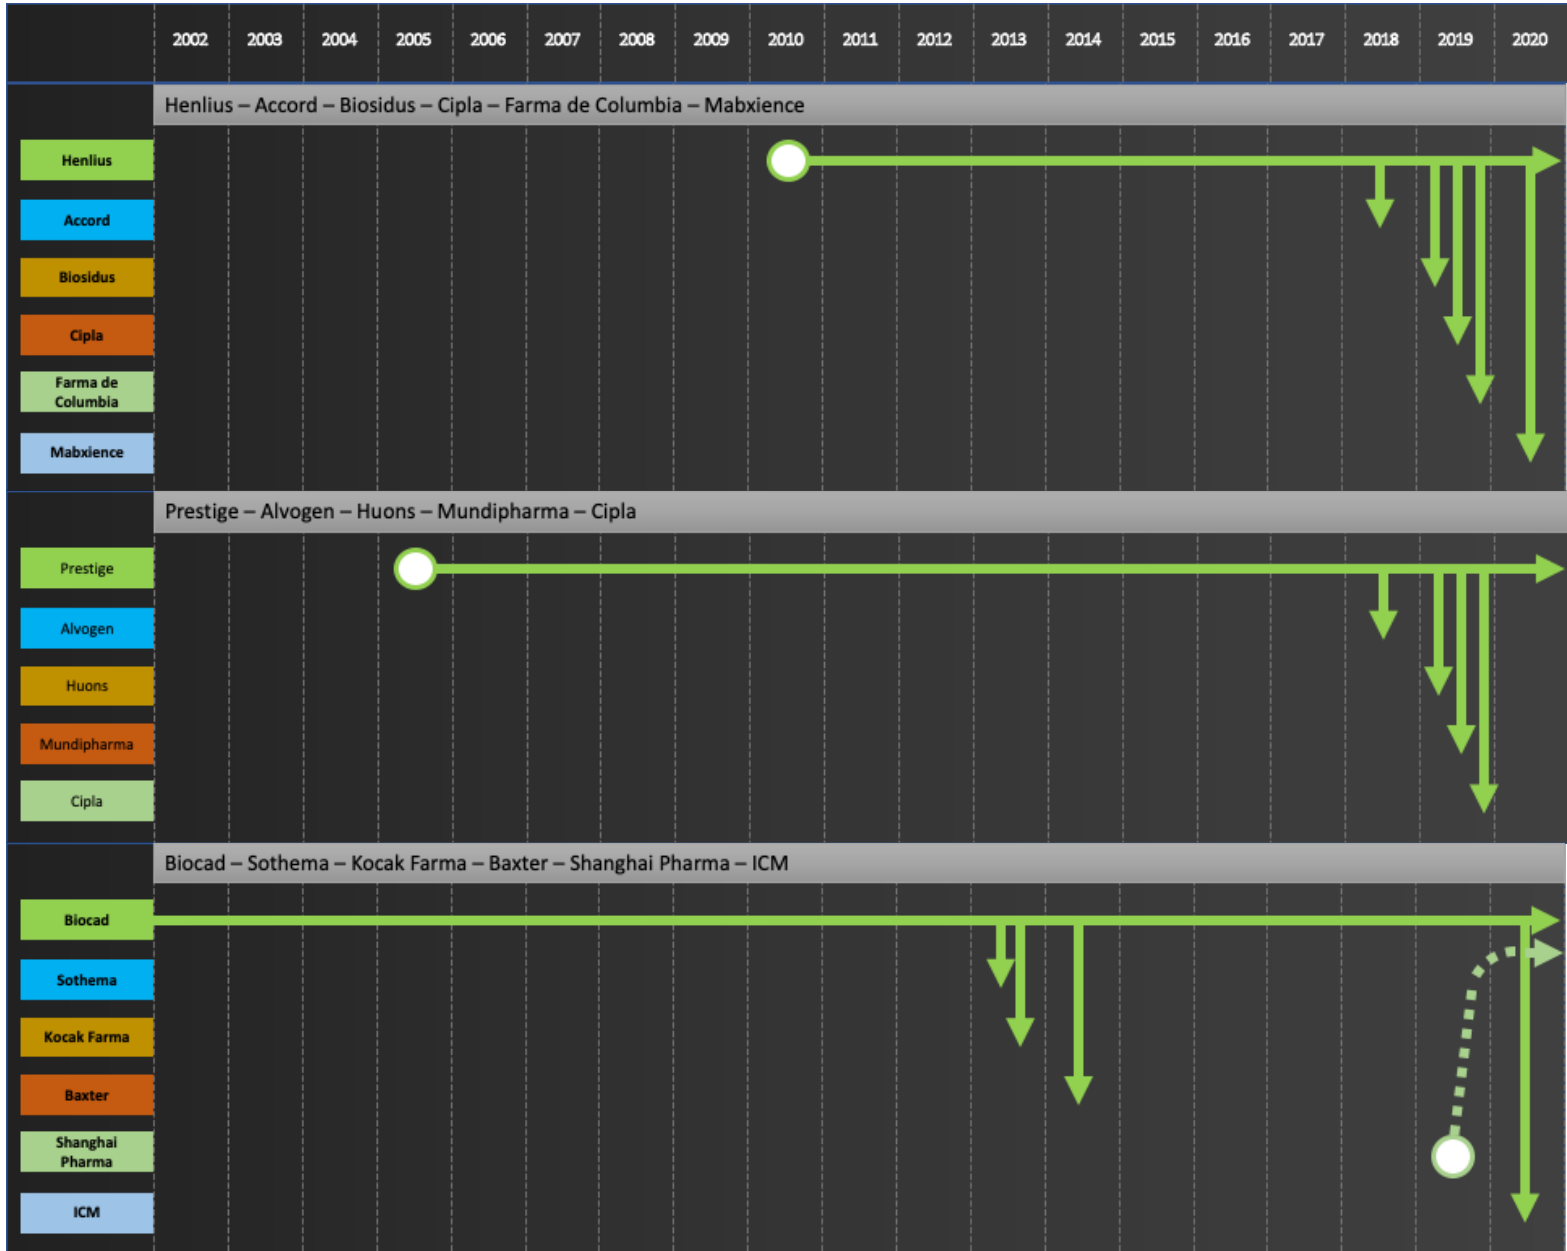 2002 2003 2004 2005 2006 2007 2008 2009 2010 2011 2012 2013 2014 2015 2016 2017 2018 2019 2020
Henlius – Accord – Biosidus – Cipla – Farma de Columbia – Mabxience
Henlius
Accord
Biosidus
Cipla
Farma de
Columbia
Mabxience
Prestige – Alvogen – Huons – Mundipharma – Cipla
Prestige
Alvogen
Huons
Mundipharma
Cipla
Biocad – Sothema – Kocak Farma – Baxter – Shanghai Pharma – ICM
Biocad
Sothema
Kocak Farma
Baxter
Shanghai
Pharma
ICM